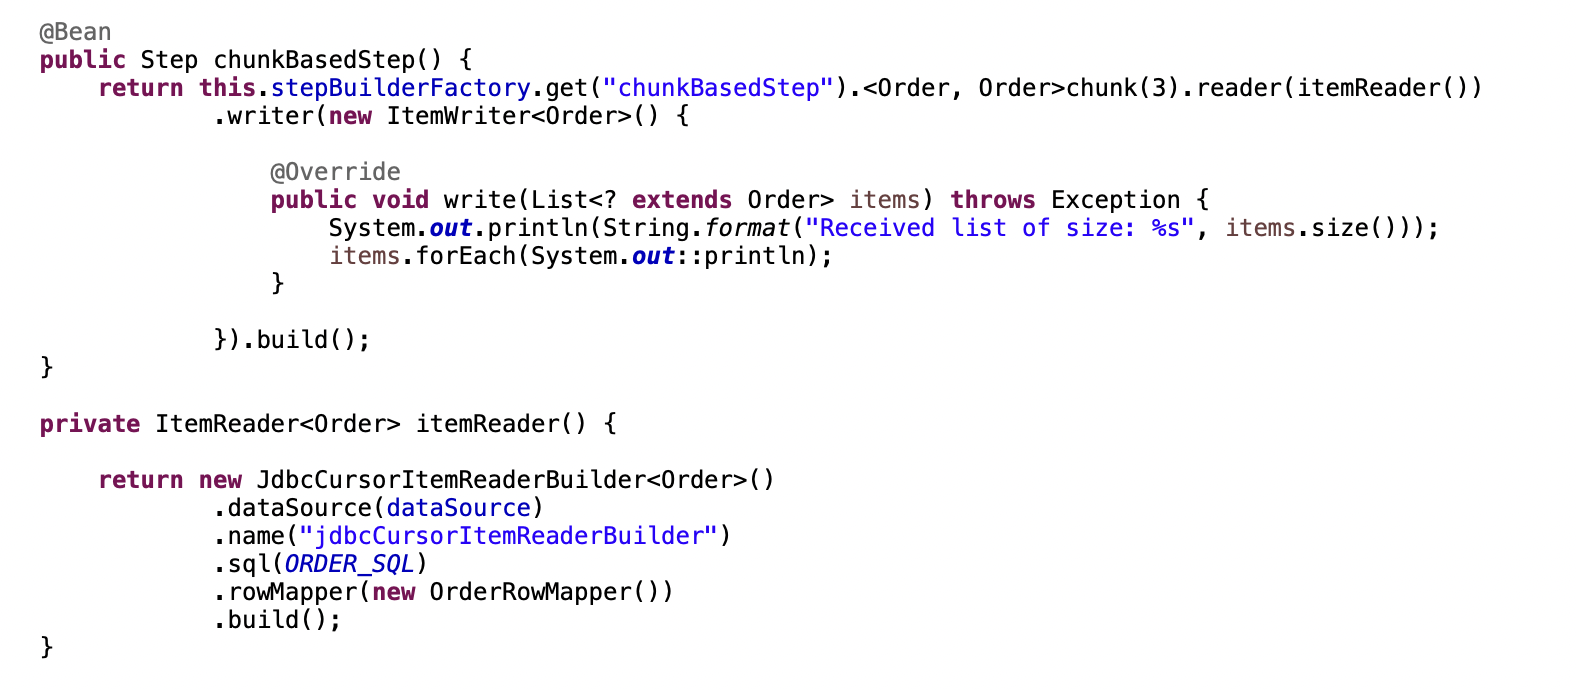 @Bean
public Step chunkBasedStep() {
return this.stepBuilderFactory.get("chunkBasedStep").<Order, Order>chunk(3).reader(itemReader())
.writer(new ItemWriter<Order>() {
@Override
public void write(List<? extends Order> items) throws Exception {
System.out.println(String.format("Received list of size: %s", items.size()));
items.forEach(System.out::println);
}
}).build();
}
private ItemReader<Order> itemReader() {
return new JdbcCursorItemReaderBuilder<Order>()
.dataSource(dataSource)
.name("jdbcCursorItemReaderBuilder")
.sql(ORDER_SQL)
.rowMapper(new OrderRowMapper())
.build();
}